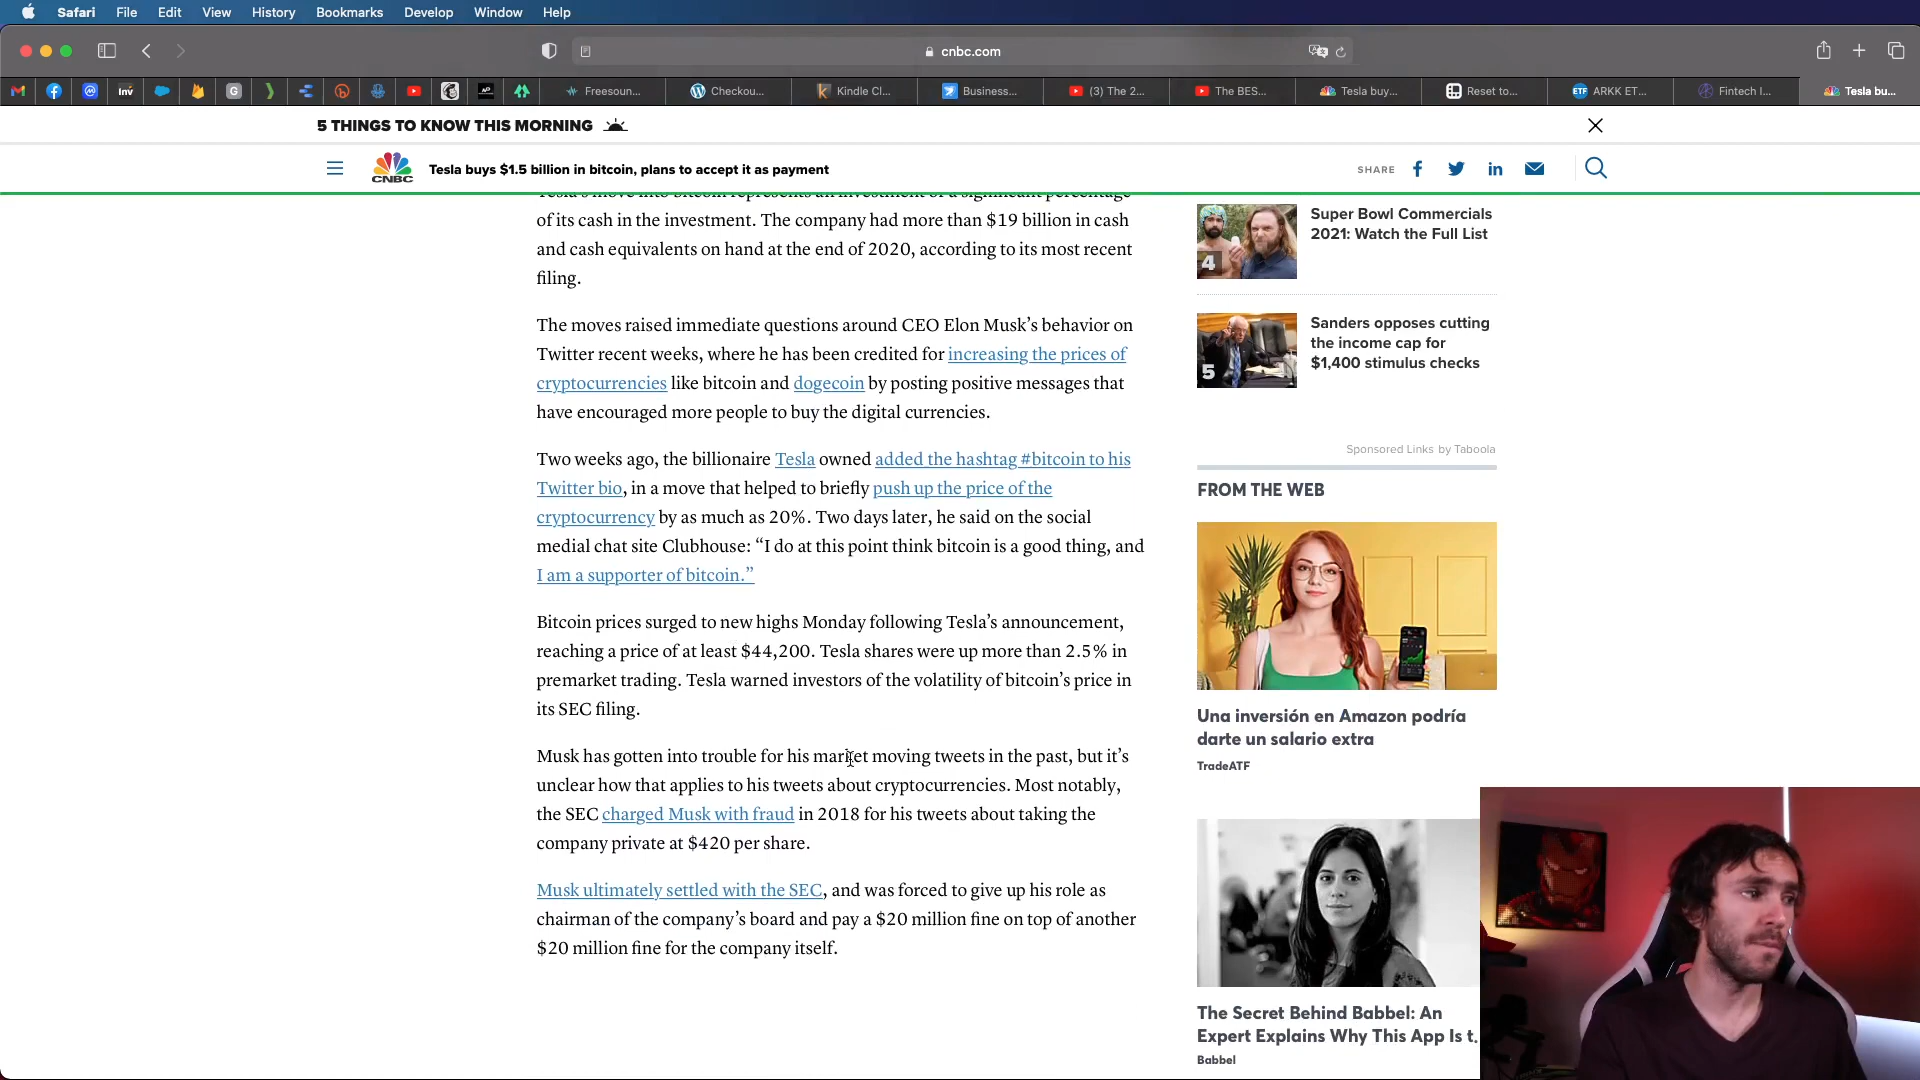 Safari File Edit View History Bookmarks Develop Window Help
cnbc.com
Inv
G
AP
Freesoun...
Checkou...
Kindle Cl...
Business...
(3) The 2...
The BES...
Tesla buy...
Reset to...
ETF
ARKK ET...
Fintech I...
Tesla bu...
5 THINGS TO KNOW THIS MORNING
CNBC
Tesla buys $1.5 billion in bitcoin, plans to accept it as payment
SHARE
Tesla's move into bitcoin represents an investment of a significant percentage
of its cash in the investment. The company had more than $19 billion in cash
and cash equivalents on hand at the end of 2020, according to its most recent
filing.
The moves raised immediate questions around CEO Elon Musk’s behavior on
Twitter recent weeks, where he has been credited for increasing the prices of
cryptocurrencies like bitcoin and dogecoin by posting positive messages that
have encouraged more people to buy the digital currencies.
Two weeks ago, the billionaire Tesla owned added the hashtag #bitcoin to his
Twitter bio, in a move that helped to briefly push up the price of the
cryptocurrency by as much as 20%. Two days later, he said on the social
medial chat site Clubhouse: “I do at this point think bitcoin is a good thing, and
I am a supporter of bitcoin.”
Bitcoin prices surged to new highs Monday following Tesla’s announcement,
reaching a price of at least $44,200. Tesla shares were up more than 2.5% in
premarket trading. Tesla warned investors of the volatility of bitcoin’s price in
its SEC filing.
Musk has gotten into trouble for his market moving tweets in the past, but it’s
unclear how that applies to his tweets about cryptocurrencies. Most notably,
the SEC charged Musk with fraud in 2018 for his tweets about taking the
company private at $420 per share.
Musk ultimately settled with the SEC, and was forced to give up his role as
chairman of the company’s board and pay a $20 million fine on top of another
$20 million fine for the company itself.
4
Super Bowl Commercials
2021: Watch the Full List
5
Sanders opposes cutting
the income cap for
$1,400 stimulus checks
Sponsored Links by Taboola
FROM THE WEB
Una inversión en Amazon podría
darte un salario extra
TradeATF
The Secret Behind Babbel: An
Expert Explains Why This App Is t.
Babbel